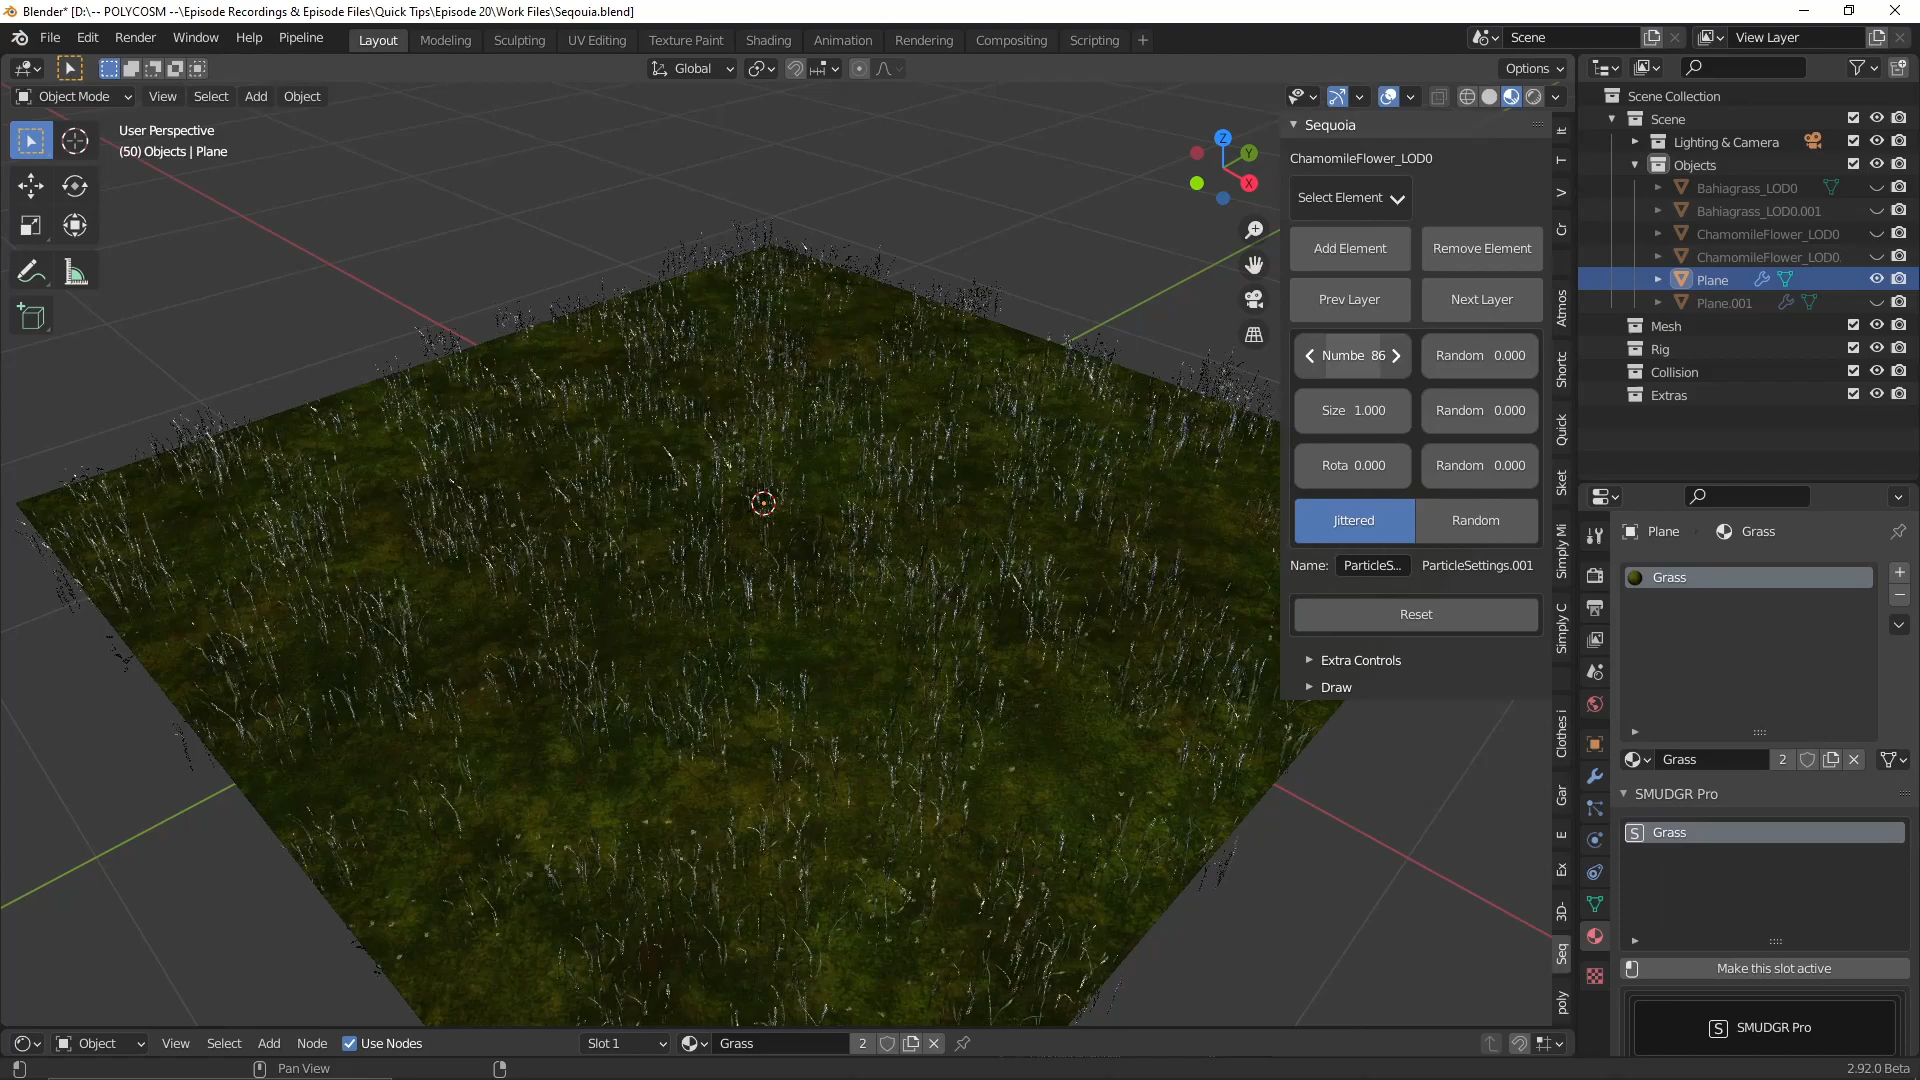 Blender* [D:\-- POLYCOSM --\Episode Recordings & Episode Files\Quick Tips\Episode 20\Work Files\Seqouia.blend]
File Edit Render Window Help Pipeline Layout Modeling Sculpting UV Editing Texture Paint Shading Animation Rendering Compositing Scripting + Scene View Layer
Global Options
Object Mode View Select Add Object
User Perspective
(50) Objects | Plane
Z
Y
X
Sequoia
ChamomileFlower_LOD0
Select Element
Add Element Remove Element
Prev Layer Next Layer
Numbe 86 Random 0.000
Size 1.000 Random 0.000
Rota 0.000 Random 0.000
Jittered Random
Name: ParticleS... ParticleSettings.001
Reset
Extra Controls
Draw
It
T
V
Cr
Atmos
Shortc
Quick
Sket
Simply Mi
Simply C
Clothes i
Gar
E
Ex
3D-
Seq
poly
Scene Collection
Scene
Lighting & Camera
Objects
Bahiagrass_LOD0
Bahiagrass_LOD0.001
ChamomileFlower_LOD0
ChamomileFlower_LOD0.
Plane
Plane.001
Mesh
Rig
Collision
Extras
Plane Grass
Grass
Grass 2
SMUDGR Pro
S Grass
Make this slot active
S SMUDGR Pro
Object View Select Add Node Use Nodes Slot 1 Grass 2
Pan View
2.92.0 Beta